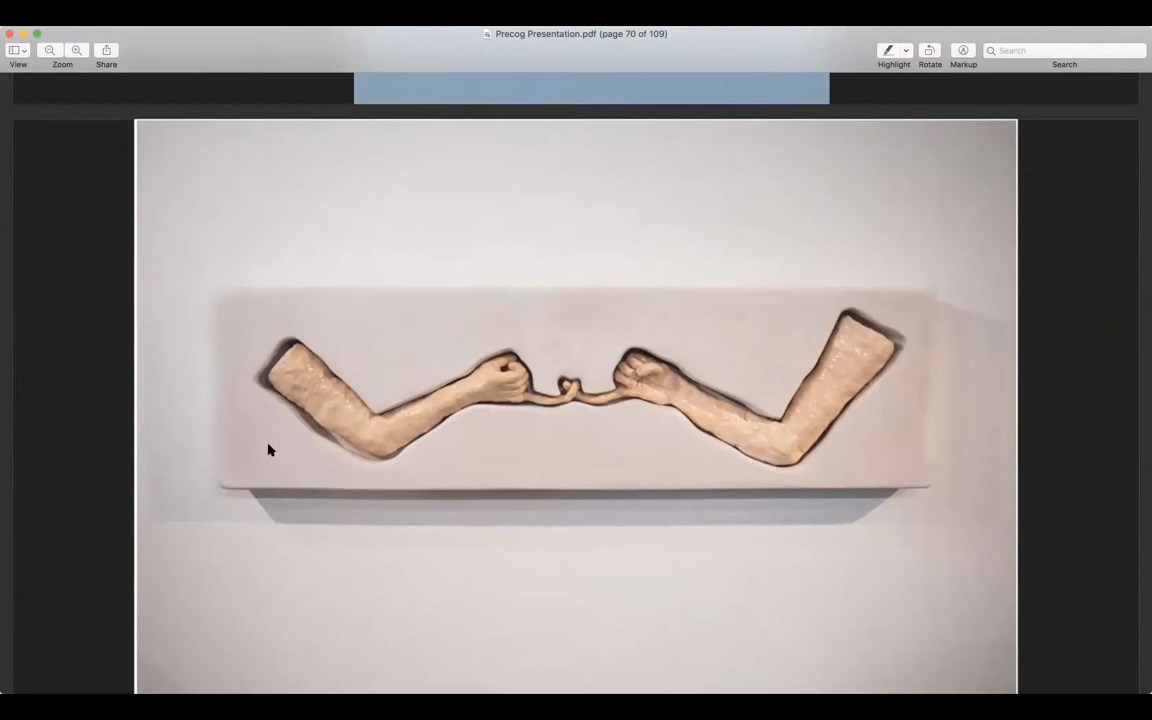 Precog Presentation.pdf (page 70 of 109)
Search
View
Zoom
Share
Highlight
Rotate
Markup
Search